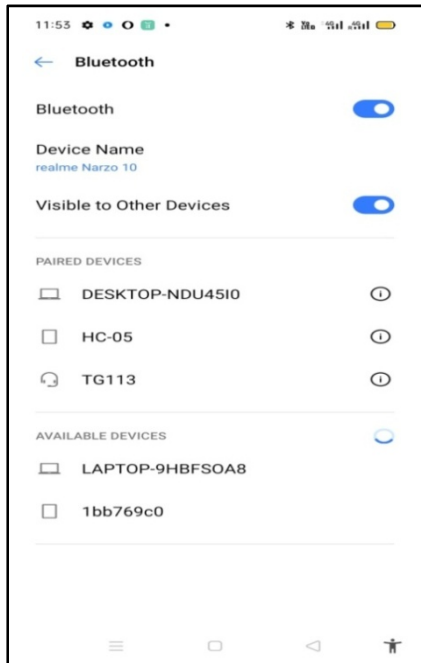 11:53
Bluetooth
Bluetooth
Device Name
realme Narzo 10
Visible to Other Devices
PAIRED DEVICES
DESKTOP-NDU45I0
HC-05
TG113
AVAILABLE DEVICES
LAPTOP-9HBFSOA8
1bb769c0